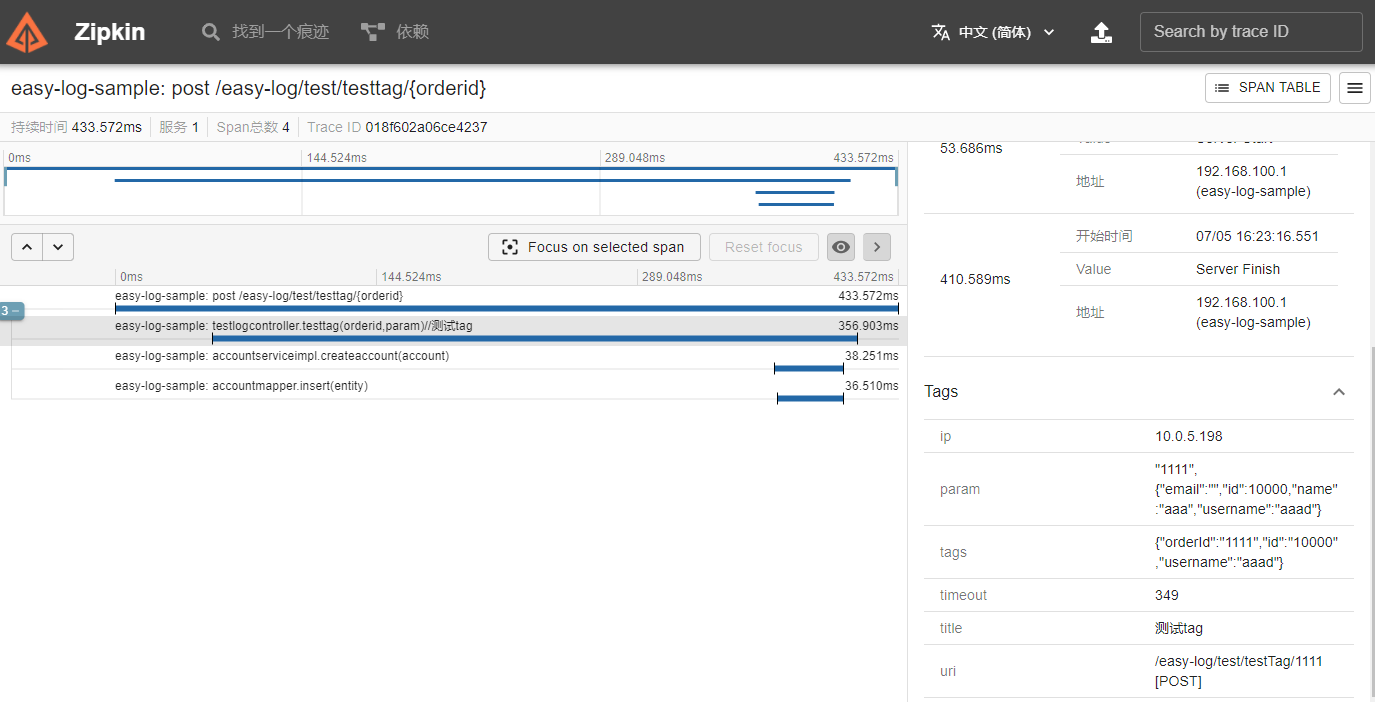 Zipkin
找到一个痕迹
依赖
中文 (简体)
Search by trace ID
easy-log-sample: post /easy-log/test/testtag/{orderid}
SPAN TABLE
持续时间 433.572ms 服务 1 Span总数 4 Trace ID 018f602a06ce4237
0ms 144.524ms 289.048ms 433.572ms
Focus on selected span
Reset focus
0ms 144.524ms 289.048ms 433.572ms
easy-log-sample: post /easy-log/test/testtag/{orderid} 433.572ms
3 −
easy-log-sample: testlogcontroller.testtag(orderid,param)//测试tag 356.903ms
easy-log-sample: accountserviceimpl.createaccount(account) 38.251ms
easy-log-sample: accountmapper.insert(entity) 36.510ms
53.686ms
地址 192.168.100.1
(easy-log-sample)
410.589ms
开始时间 07/05 16:23:16.551
Value Server Finish
地址 192.168.100.1
(easy-log-sample)
Tags
ip 10.0.5.198
param "1111",
{"email":"","id":10000,"name"
:"aaa","username":"aaad"}
tags {"orderId":"1111","id":"10000"
,"username":"aaad"}
timeout 349
title 测试tag
uri /easy-log/test/testTag/1111
[POST]